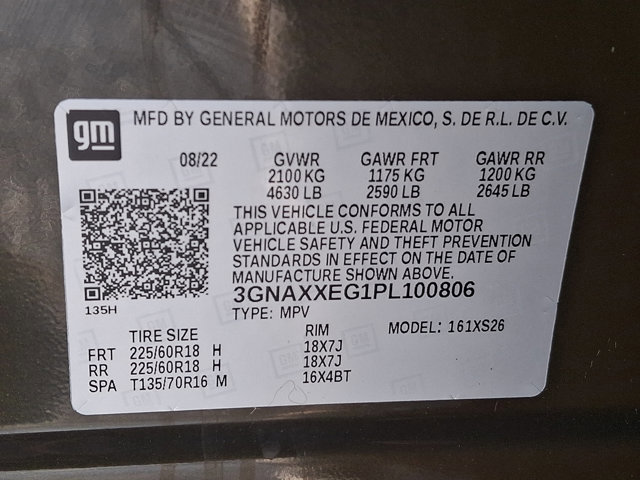 gm MFD BY GENERAL MOTORS DE MEXICO, S. DE R.L. DE C.V.
08/22 GVWR GAWR FRT GAWR RR
2100 KG 1175 KG 1200 KG
4630 LB 2590 LB 2645 LB
THIS VEHICLE CONFORMS TO ALL
APPLICABLE U.S. FEDERAL MOTOR
VEHICLE SAFETY AND THEFT PREVENTION
STANDARDS IN EFFECT ON THE DATE OF
MANUFACTURE SHOWN ABOVE.
3GNAXXEG1PL100806
135H
TYPE: MPV
TIRE SIZE RIM MODEL: 161XS26
FRT 225/60R18 H 18X7J
RR 225/60R18 H 18X7J
SPA T135/70R16 M 16X4BT